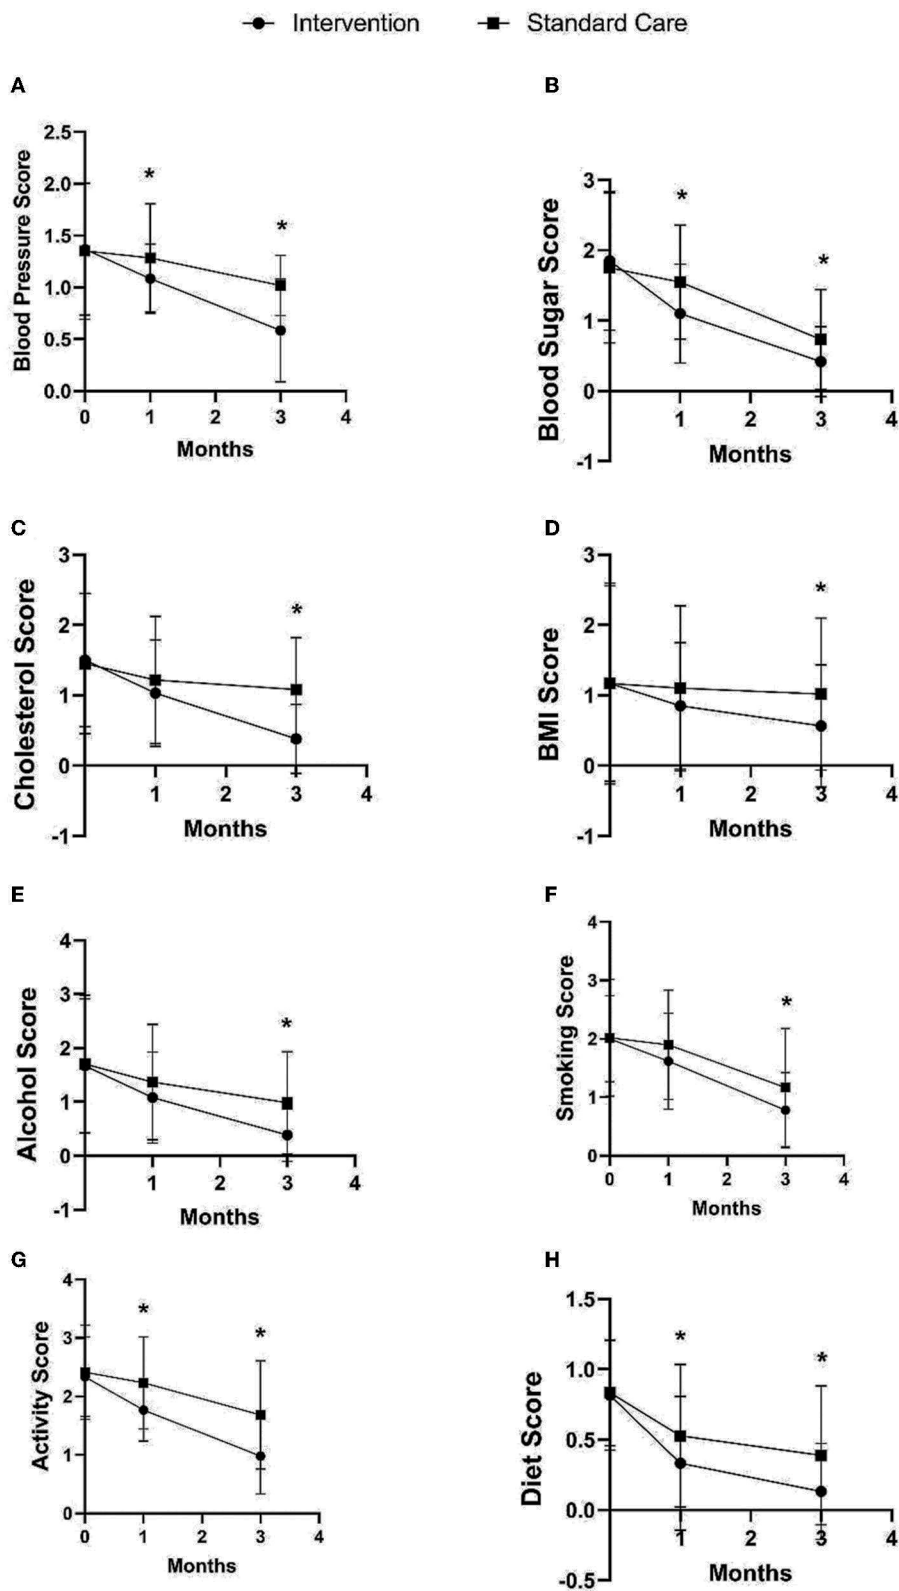 Intervention Standard Care
A
2.5
2.0
1.5
1.0
0.5
0.0
Blood Pressure Score
*
*
0 1 2 3 4
Months
B
3
2
1
0
-1
Blood Sugar Score
*
*
1 2 3 4
Months
C
3
2
1
0
-1
Cholesterol Score
*
1 2 3 4
Months
D
3
2
1
0
-1
BMI Score
*
1 2 3 4
Months
E
4
3
2
1
0
-1
Alcohol Score
*
1 2 3 4
Months
F
4
3
2
1
0
Smoking Score
*
0 1 2 3 4
Months
G
4
3
2
1
0
Activity Score
*
*
0 1 2 3 4
Months
H
1.5
1.0
0.5
0.0
-0.5
Diet Score
*
*
1 2 3 4
Months